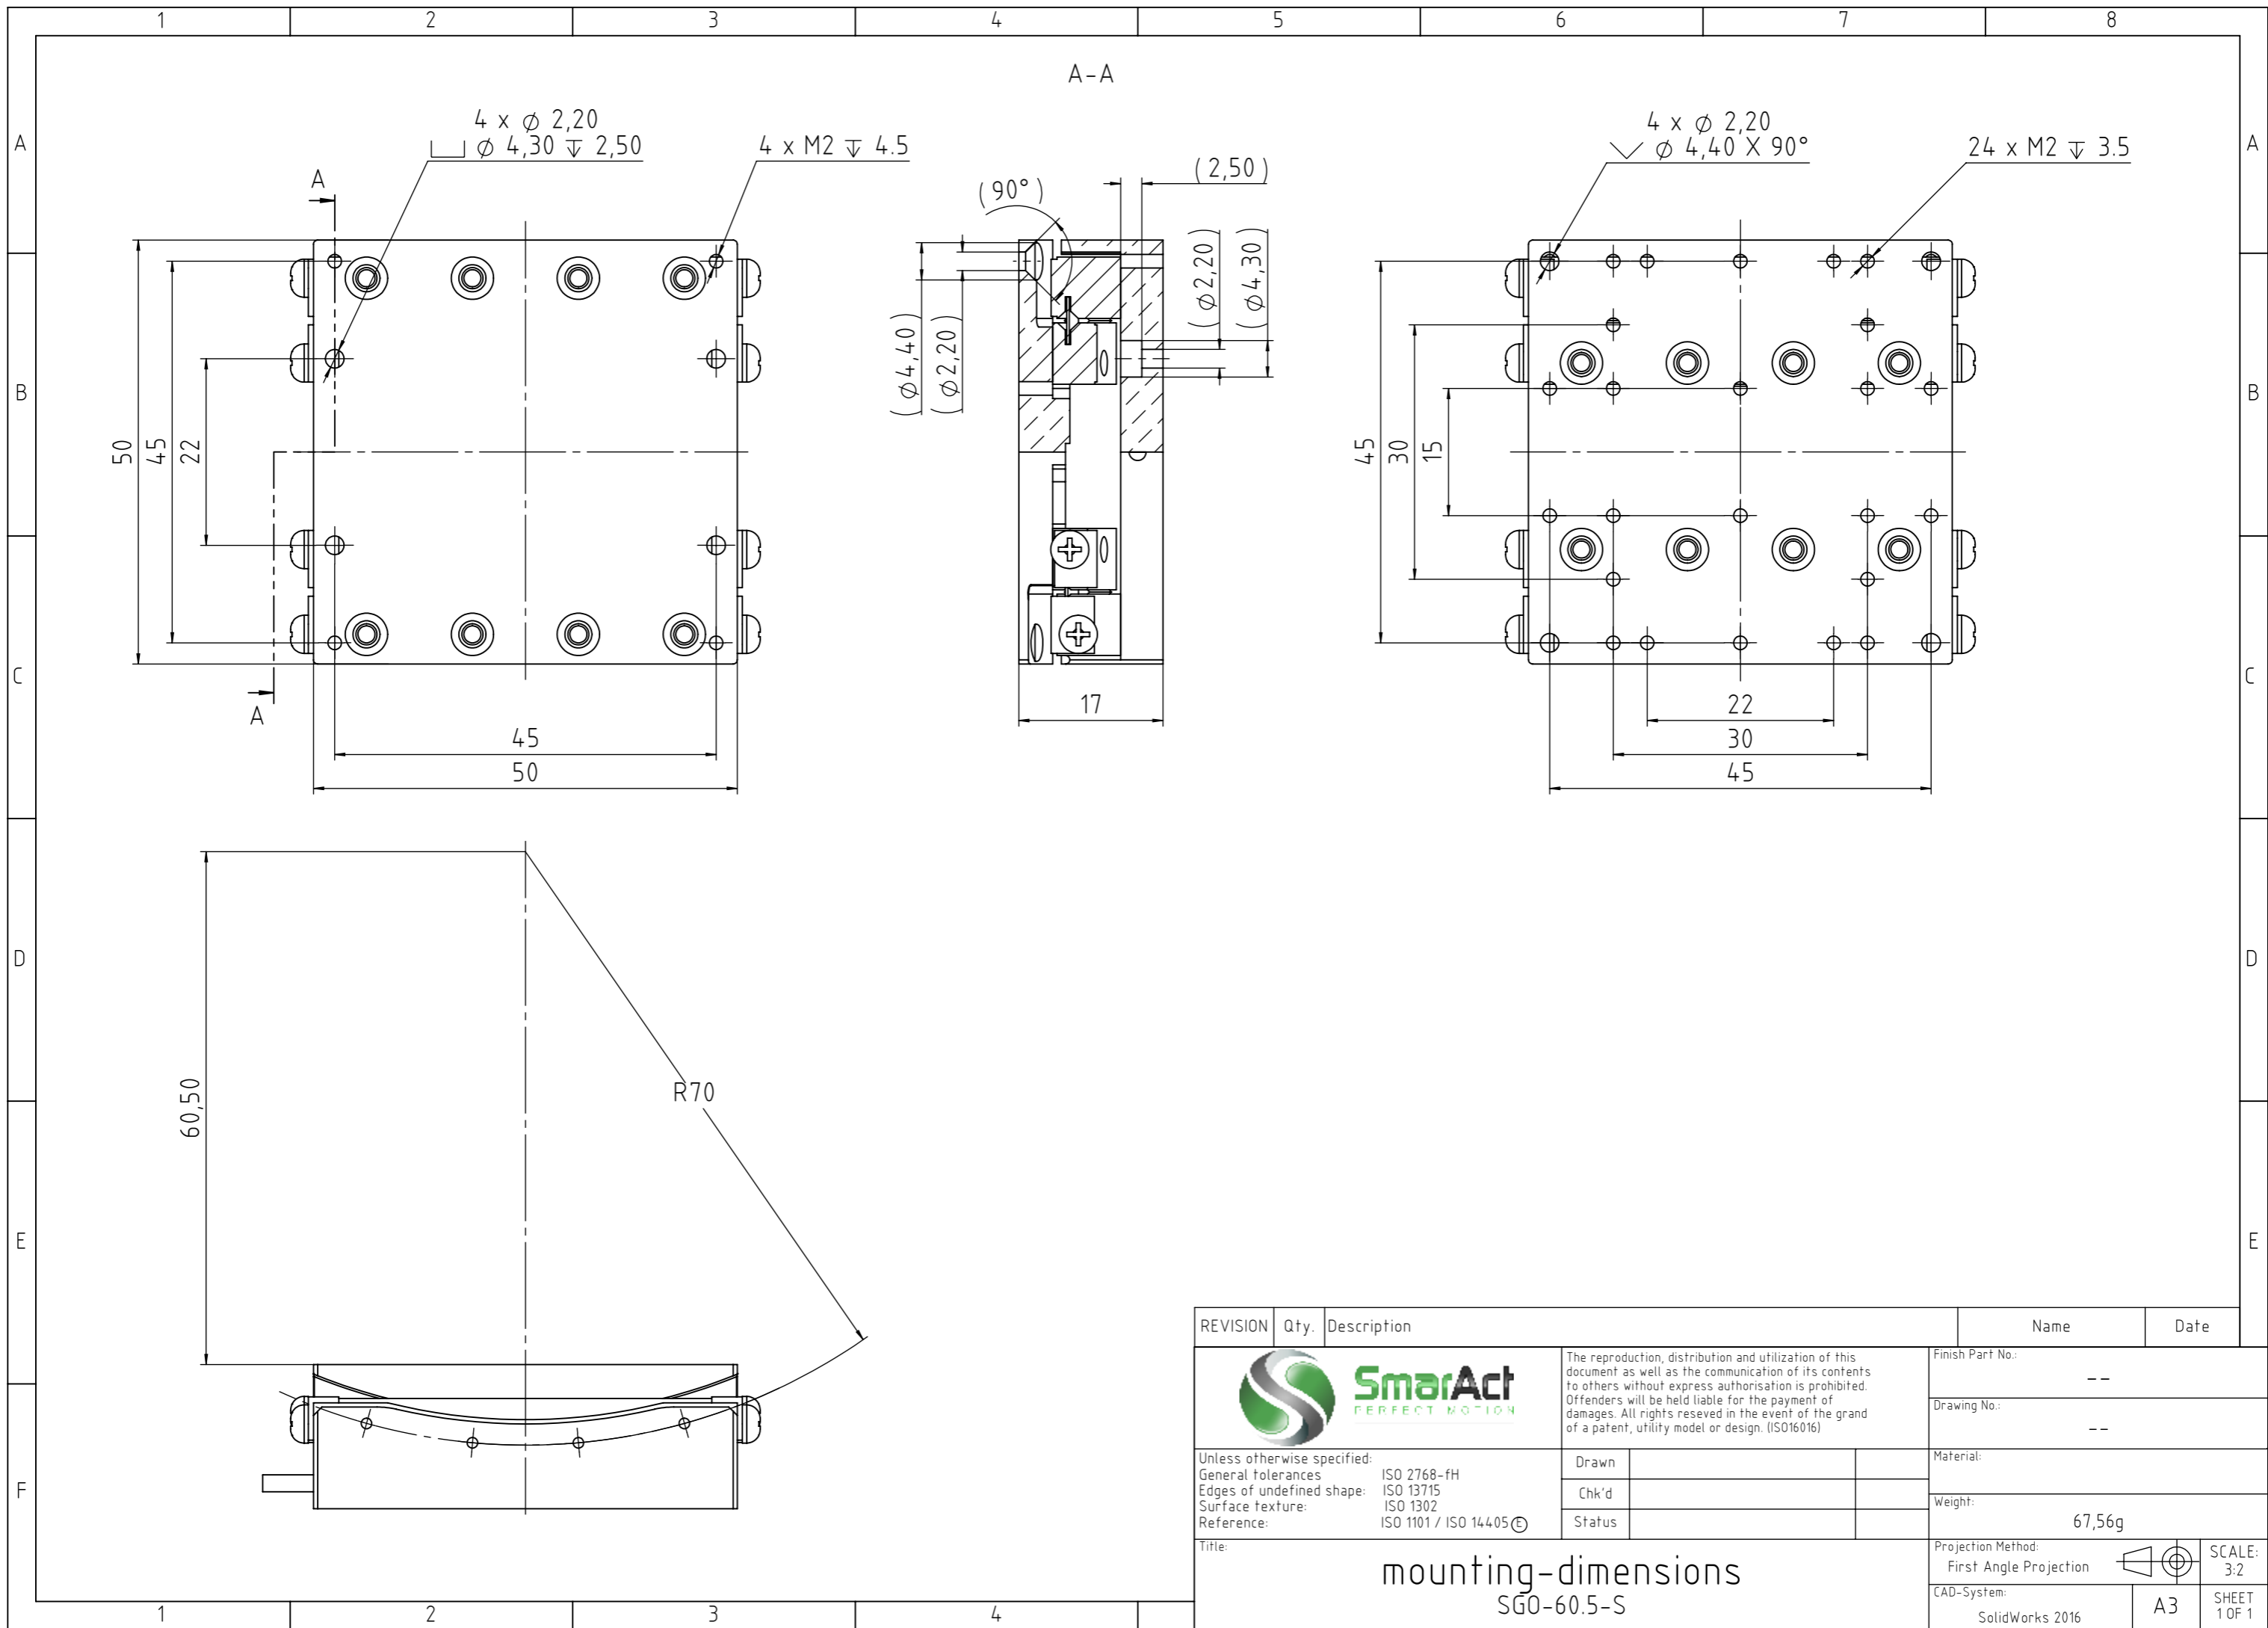 1 2 3 4 5 6 7 8
A
B
C
D
E
F
A
B
C
D
E
A-A
4 x ⌀ 2,20
⌴ ⌀ 4,30 ↧ 2,50
4 x M2 ↧ 4.5
A
A
50
45
22
45
50
(90°)
(2,50)
(⌀4,40)
(⌀2,20)
(⌀2,20)
(⌀4,30)
17
4 x ⌀ 2,20
⌵ ⌀ 4,40 X 90°
24 x M2 ↧ 3.5
45
30
15
22
30
45
60,50
R70
REVISION Qty. Description Name Date
SmarAct
PERFECT MOTION
The reproduction, distribution and utilization of this
document as well as the communication of its contents
to others without express authorisation is prohibited.
Offenders will be held liable for the payment of
damages. All rights reseved in the event of the grand
of a patent, utility model or design. (ISO16016)
Finish Part No.:
--
Drawing No.:
--
Unless otherwise specified:
General tolerances ISO 2768-fH
Edges of undefined shape: ISO 13715
Surface texture: ISO 1302
Reference: ISO 1101 / ISO 14405 Ⓔ
Drawn
Chk'd
Status
Material:
Weight:
67,56g
Title:
mounting-dimensions
SGO-60.5-S
Projection Method:
First Angle Projection
SCALE:
3:2
CAD-System:
SolidWorks 2016
A3
SHEET
1 OF 1
1 2 3 4